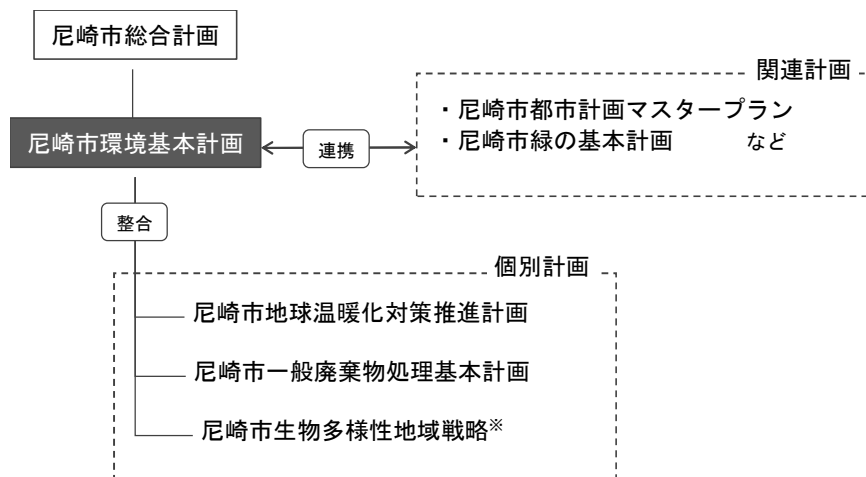 尼崎市総合計画
関連計画
・尼崎市都市計画マスタープラン
・尼崎市緑の基本計画 など
尼崎市環境基本計画
連携
整合
個別計画
尼崎市地球温暖化対策推進計画
尼崎市一般廃棄物処理基本計画
尼崎市生物多様性地域戦略※